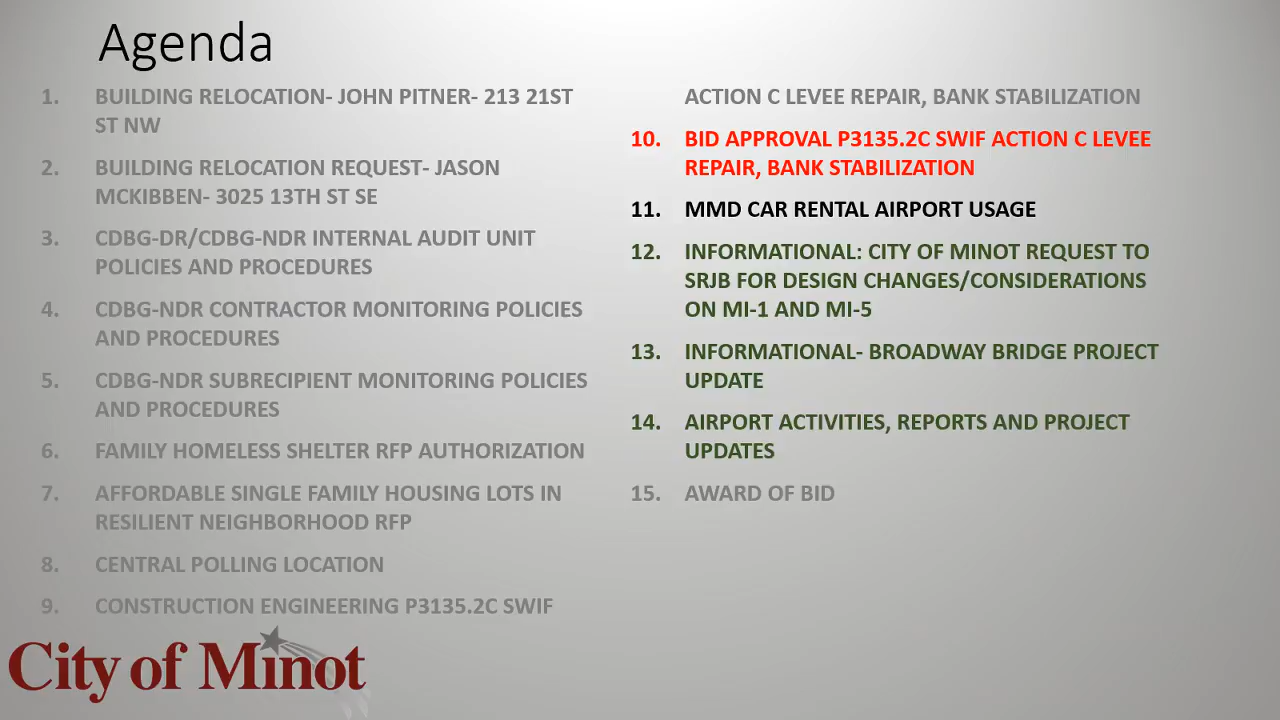 Agenda
1. BUILDING RELOCATION- JOHN PITNER- 213 21ST
ST NW
2. BUILDING RELOCATION REQUEST- JASON
MCKIBBEN- 3025 13TH ST SE
3. CDBG-DR/CDBG-NDR INTERNAL AUDIT UNIT
POLICIES AND PROCEDURES
4. CDBG-NDR CONTRACTOR MONITORING POLICIES
AND PROCEDURES
5. CDBG-NDR SUBRECIPIENT MONITORING POLICIES
AND PROCEDURES
6. FAMILY HOMELESS SHELTER RFP AUTHORIZATION
7. AFFORDABLE SINGLE FAMILY HOUSING LOTS IN
RESILIENT NEIGHBORHOOD RFP
8. CENTRAL POLLING LOCATION
9. CONSTRUCTION ENGINEERING P3135.2C SWIF
ACTION C LEVEE REPAIR, BANK STABILIZATION
10. BID APPROVAL P3135.2C SWIF ACTION C LEVEE
REPAIR, BANK STABILIZATION
11. MMD CAR RENTAL AIRPORT USAGE
12. INFORMATIONAL: CITY OF MINOT REQUEST TO
SRJB FOR DESIGN CHANGES/CONSIDERATIONS
ON MI-1 AND MI-5
13. INFORMATIONAL- BROADWAY BRIDGE PROJECT
UPDATE
14. AIRPORT ACTIVITIES, REPORTS AND PROJECT
UPDATES
15. AWARD OF BID
City of Minot